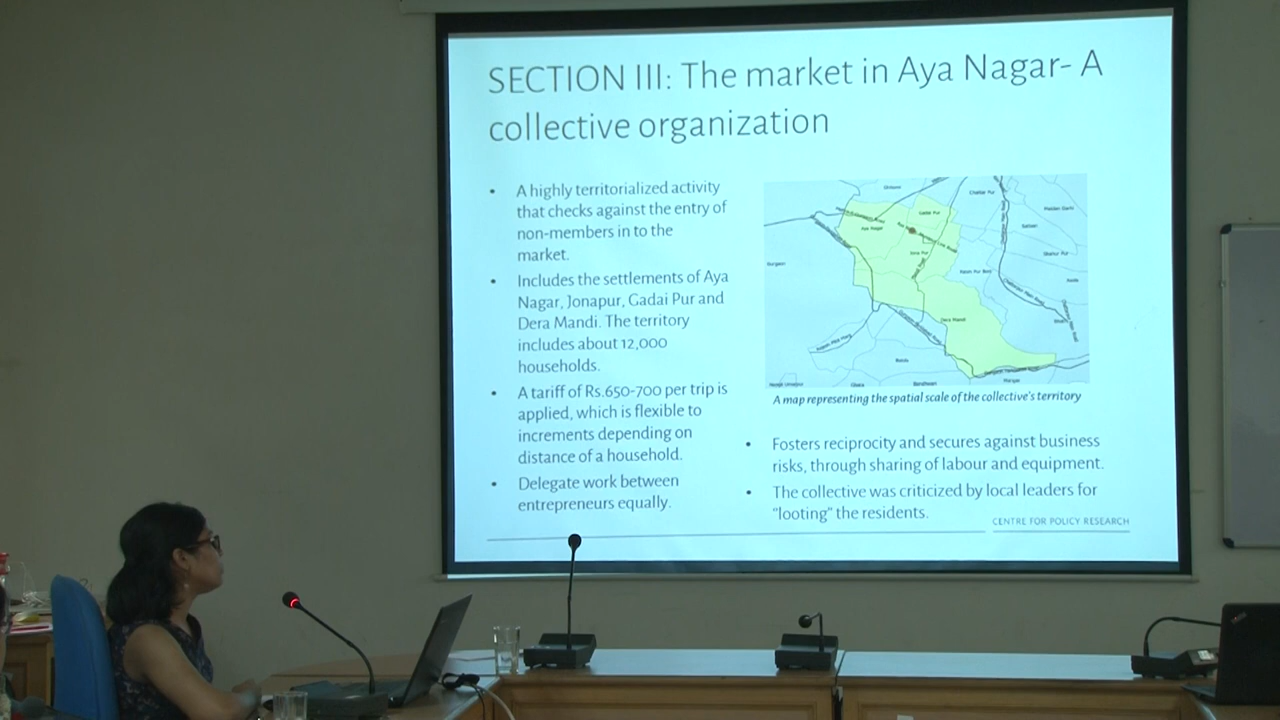 SECTION III: The market in Aya Nagar- A
collective organization
• A highly territorialized activity
that checks against the entry of
non-members in to the
market.
• Includes the settlements of Aya
Nagar, Jonapur, Gadai Pur and
Dera Mandi. The territory
includes about 12,000
households.
• A tariff of Rs.650-700 per trip is
applied, which is flexible to
increments depending on
distance of a household.
• Delegate work between
entrepreneurs equally.
Aya Nagar
Dera Mandi
A map representing the spatial scale of the collective's territory
• Fosters reciprocity and secures against business
risks, through sharing of labour and equipment.
• The collective was criticized by local leaders for
"looting" the residents.
CENTRE FOR POLICY RESEARCH